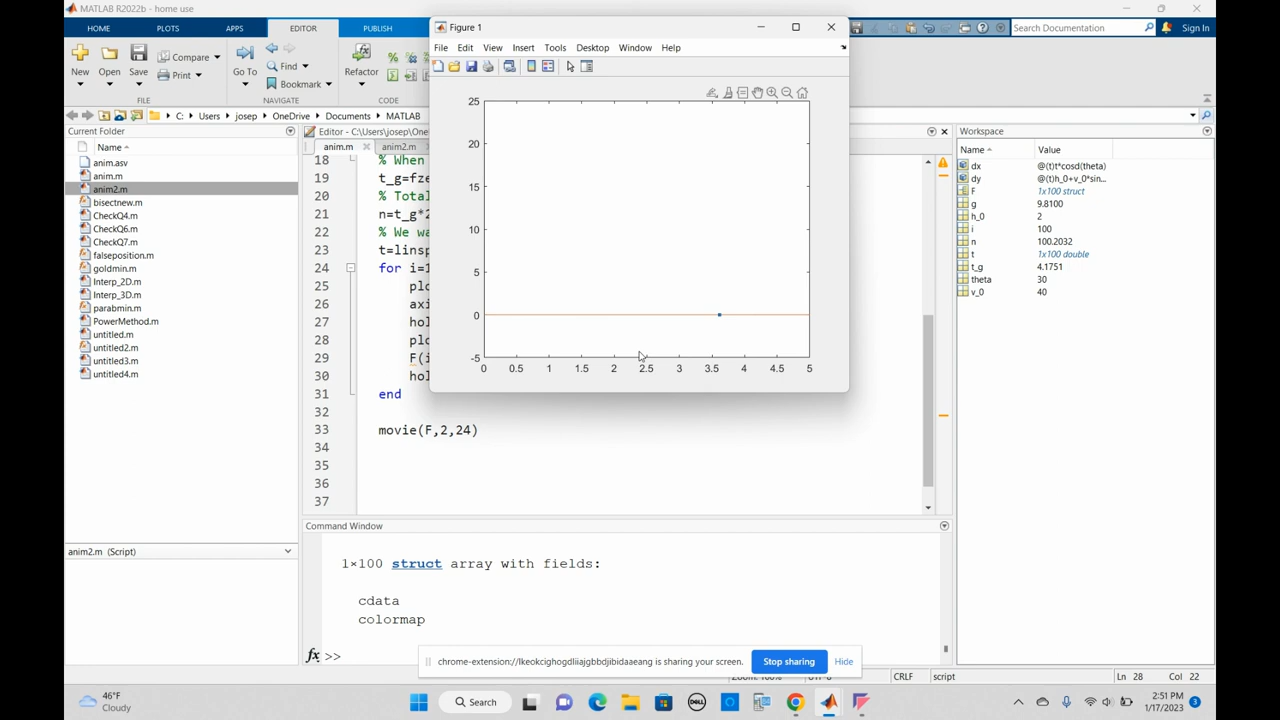 MATLAB R2022b - home use
HOME
PLOTS
APPS
EDITOR
PUBLISH
Search Documentation
Sign In
New
Open
Save
Compare
Print
Go To
Find
Bookmark
Refactor
FILE
NAVIGATE
CODE
C: Users josep OneDrive Documents MATLAB
Figure 1
File Edit View Insert Tools Desktop Window Help
25
20
15
10
5
0
-5
0 0.5 1 1.5 2 2.5 3 3.5 4 4.5 5
Current Folder
Name
anim.asv
anim.m
anim2.m
bisectnew.m
CheckQ4.m
CheckQ6.m
CheckQ7.m
falseposition.m
goldmin.m
Interp_2D.m
Interp_3D.m
parabmin.m
PowerMethod.m
untitled.m
untitled2.m
untitled3.m
untitled4.m
anim2.m (Script)
Editor - C:\Users\josep\One
anim.m
anim2.m
18 % When
19 t_g=fze
20 % Total
21 n=t_g*2
22 % We wa
23 t=linsp
24 for i=1
25 plo
26 axi
27 hol
28 plo
29 F(i
30 hol
31 end
32
33 movie(F,2,24)
34
35
36
37
Command Window
1×100 struct array with fields:
cdata
colormap
fx >>
Workspace
Name Value
dx @(t)t*cosd(theta)
dy @(t)h_0+v_0*sin...
F 1x100 struct
g 9.8100
h_0 2
i 100
n 100.2032
t 1x100 double
t_g 4.1751
theta 30
v_0 40
Stop sharing
Hide
CRLF
script
Ln 28 Col 22
46°F
Cloudy
Search
DELL
2:51 PM
1/17/2023
3